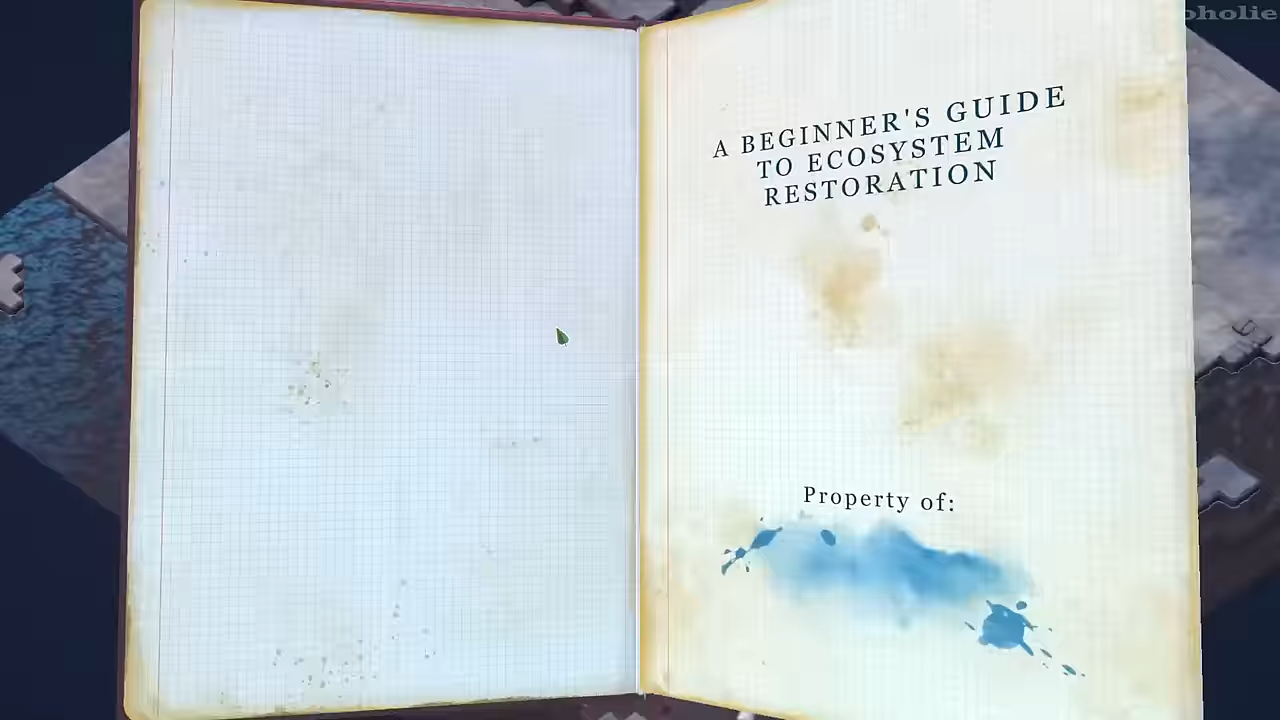 A BEGINNER'S GUIDE
TO ECOSYSTEM
RESTORATION
Property of: